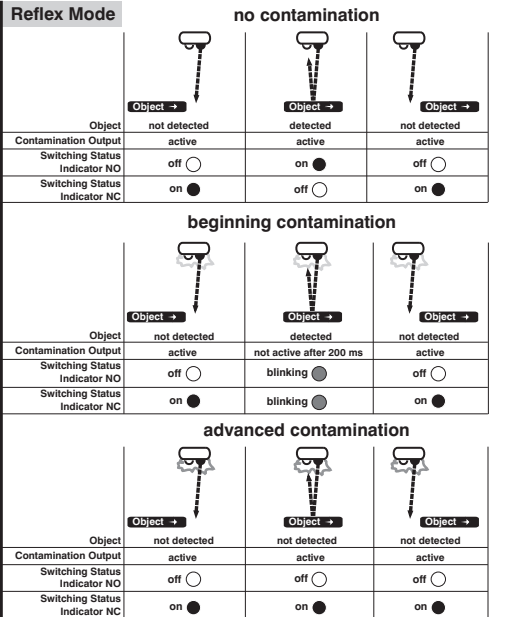 Reflex Mode
no contamination
Object → Object → Object →
Object not detected detected not detected
Contamination Output active active active
Switching Status
Indicator NO off on off
Switching Status
Indicator NC on off on
beginning contamination
Object → Object → Object →
Object not detected detected not detected
Contamination Output active not active after 200 ms active
Switching Status
Indicator NO off blinking off
Switching Status
Indicator NC on blinking on
advanced contamination
Object → Object → Object →
Object not detected not detected not detected
Contamination Output active active active
Switching Status
Indicator NO off off off
Switching Status
Indicator NC on on on